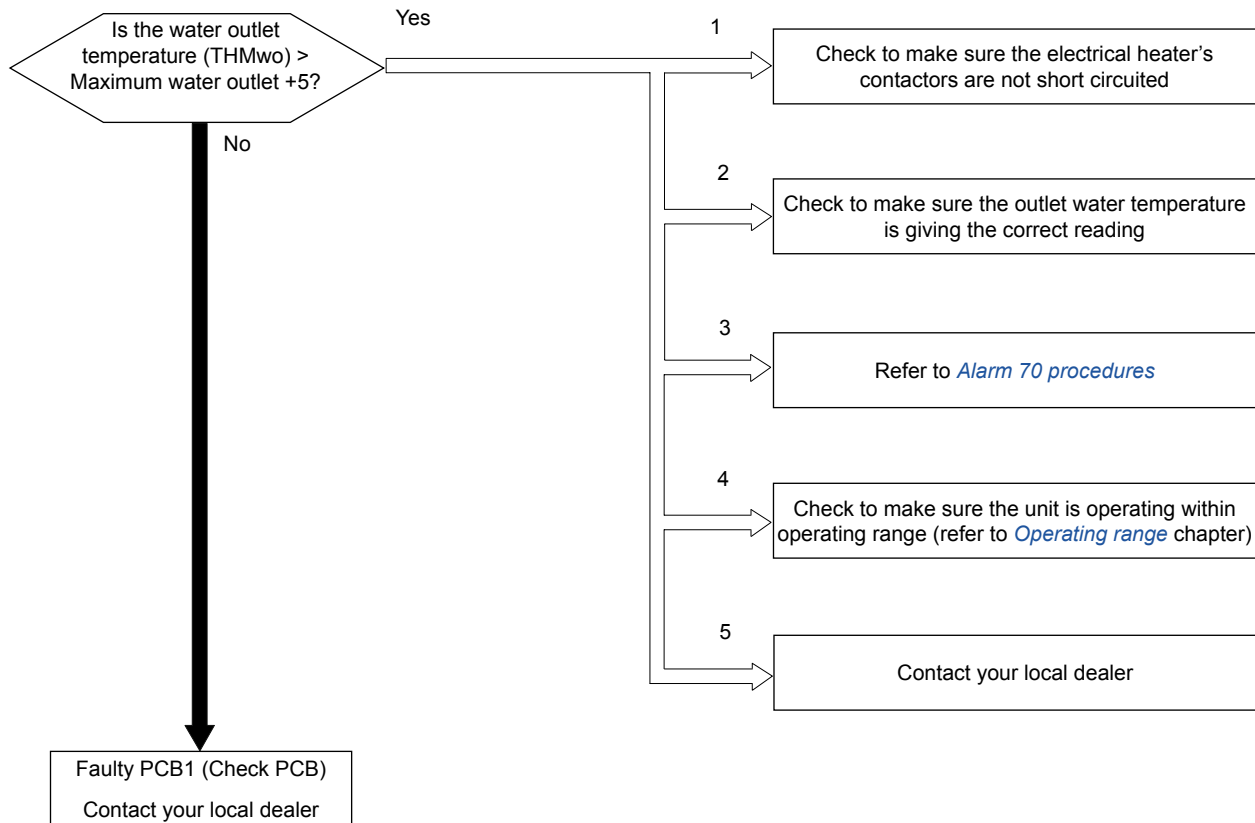 Is the water outlet
temperature (THMwo) >
Maximum water outlet +5?
Yes
No
1
Check to make sure the electrical heater's
contactors are not short circuited
2
Check to make sure the outlet water temperature
is giving the correct reading
3
Refer to Alarm 70 procedures
4
Check to make sure the unit is operating within
operating range (refer to Operating range chapter)
5
Contact your local dealer
Faulty PCB1 (Check PCB)
Contact your local dealer